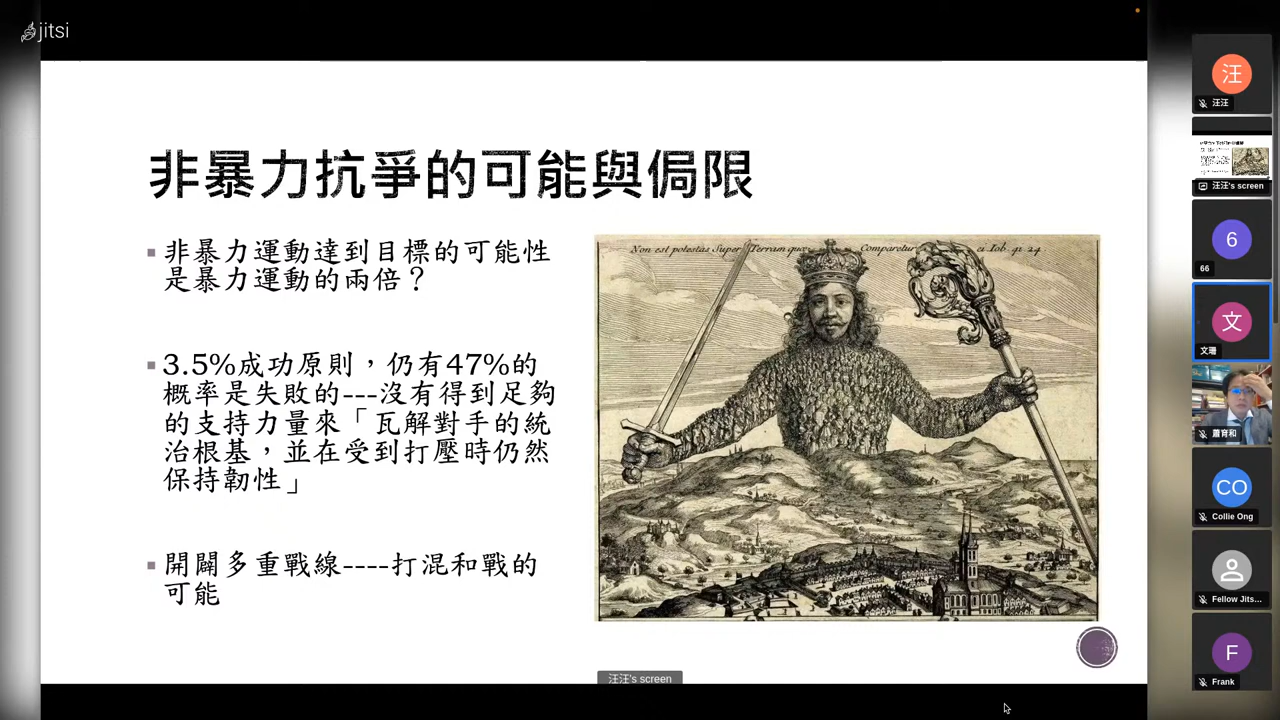 jitsi
非暴力抗爭的可能與侷限
非暴力運動達到目標的可能性
是暴力運動的兩倍？
3.5%成功原則，仍有47%的
概率是失敗的---沒有得到足夠
的支持力量來「瓦解對手的統
治根基，並在受到打壓時仍然
保持韌性」
開闢多重戰線----打混和戰的
可能
Non est potestas Super Terram quae Comparetur ei Iob. 41 24
汪汪's screen
汪
汪汪
汪汪's screen
6
66
文
文珊
蕭育和
CO
Collie Ong
Fellow Jits...
F
Frank